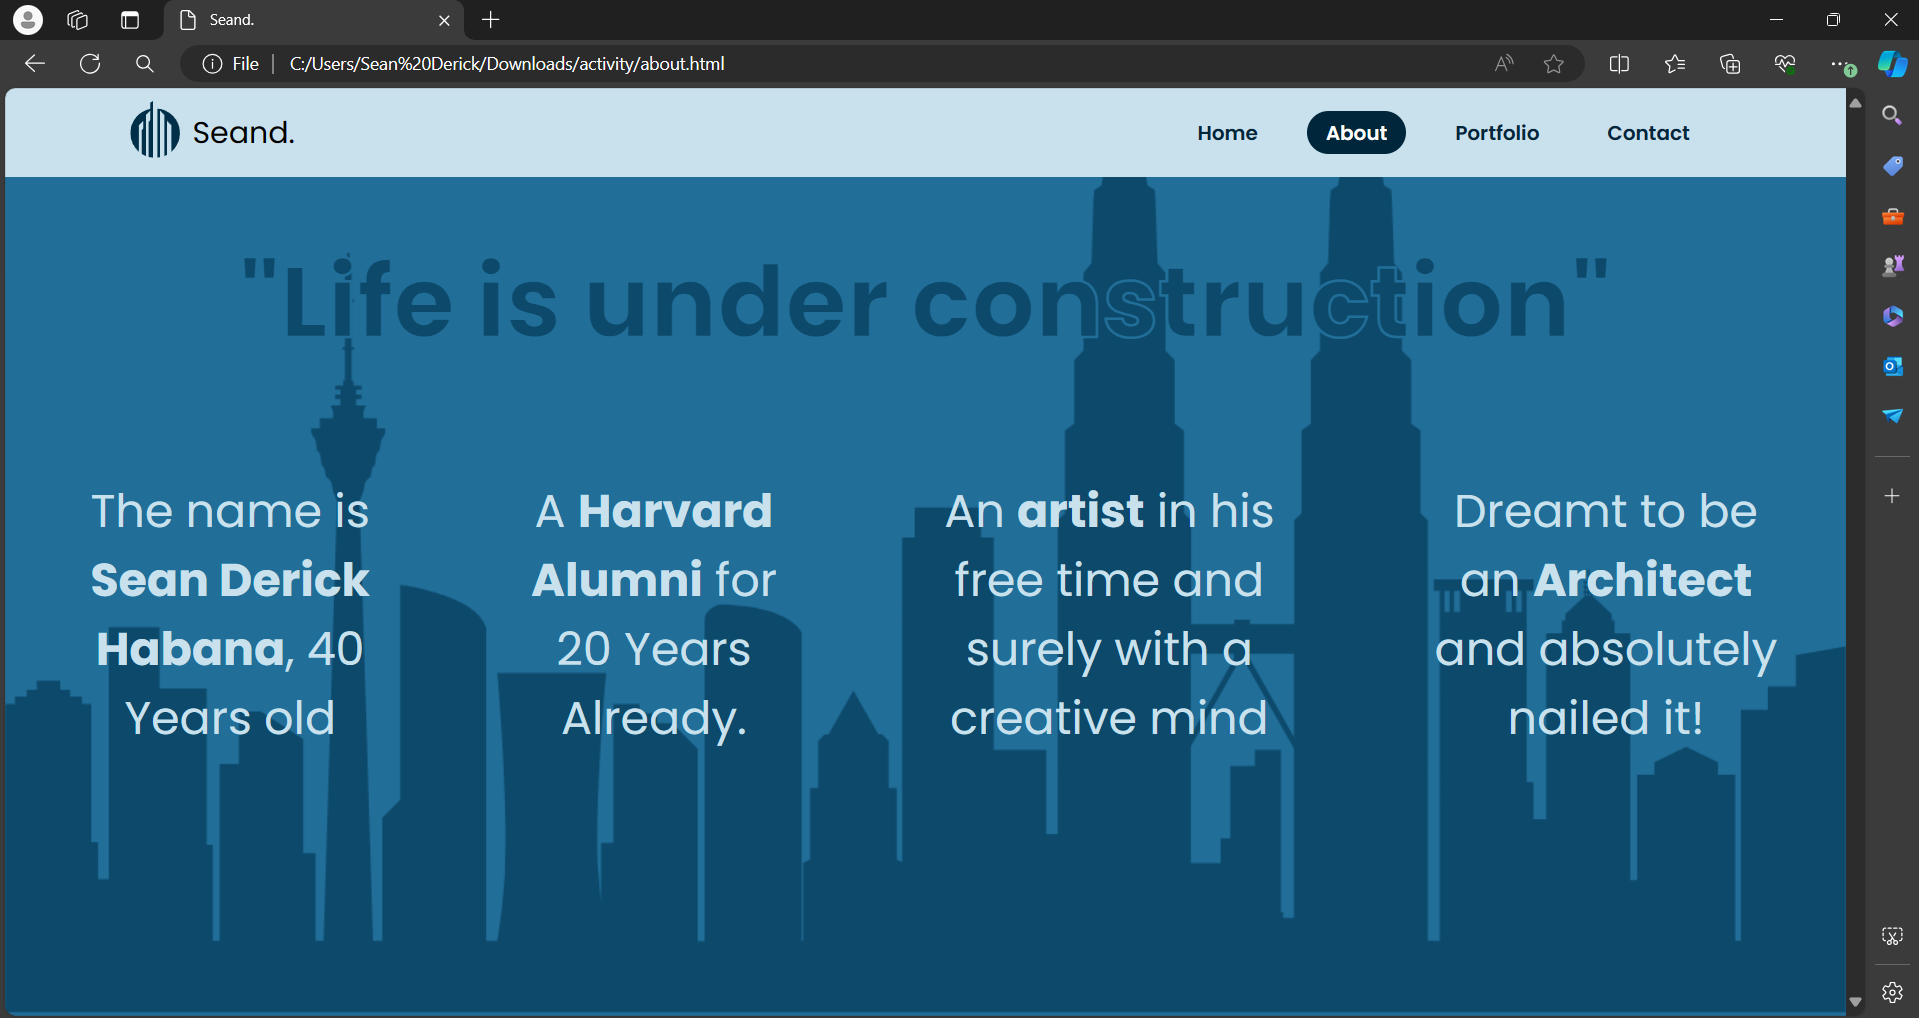 Seand.
File
C:/Users/Sean%20Derick/Downloads/activity/about.html
Seand.
Home
About
Portfolio
Contact
"Life is under construction"
The name is
Sean Derick
Habana, 40
Years old
A Harvard
Alumni for
20 Years
Already.
An artist in his
free time and
surely with a
creative mind
Dreamt to be
an Architect
and absolutely
nailed it!